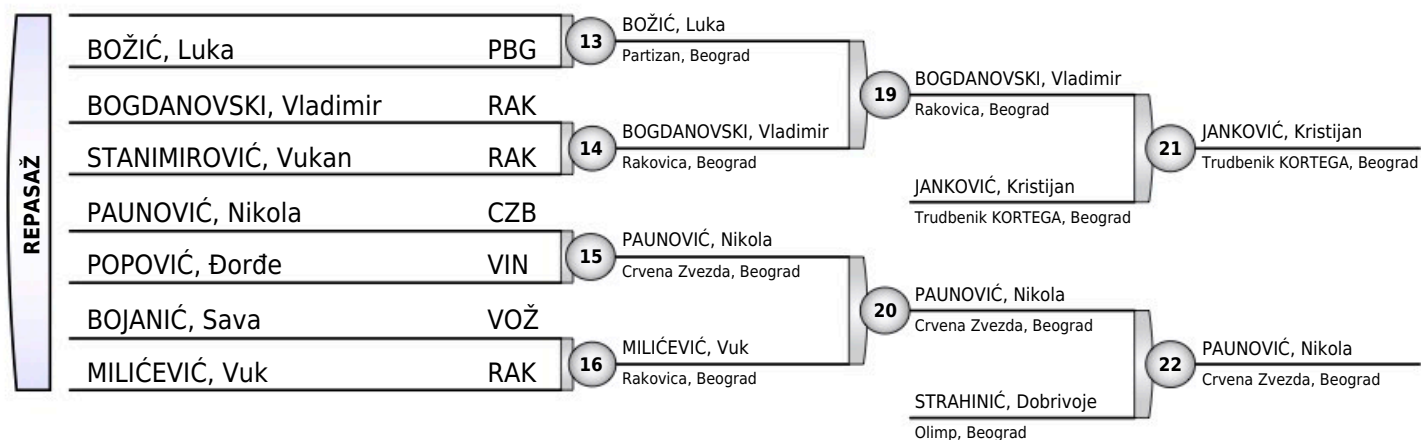 REPASAŽ
BOŽIĆ, Luka PBG
BOGDANOVSKI, Vladimir RAK
STANIMIROVIĆ, Vukan RAK
PAUNOVIĆ, Nikola CZB
POPOVIĆ, Đorđe VIN
BOJANIĆ, Sava VOŽ
MILIĆEVIĆ, Vuk RAK
13
BOŽIĆ, Luka
Partizan, Beograd
14
BOGDANOVSKI, Vladimir
Rakovica, Beograd
15
PAUNOVIĆ, Nikola
Crvena Zvezda, Beograd
16
MILIĆEVIĆ, Vuk
Rakovica, Beograd
19
BOGDANOVSKI, Vladimir
Rakovica, Beograd
JANKOVIĆ, Kristijan
Trudbenik KORTEGA, Beograd
20
PAUNOVIĆ, Nikola
Crvena Zvezda, Beograd
STRAHINIĆ, Dobrivoje
Olimp, Beograd
21
JANKOVIĆ, Kristijan
Trudbenik KORTEGA, Beograd
22
PAUNOVIĆ, Nikola
Crvena Zvezda, Beograd